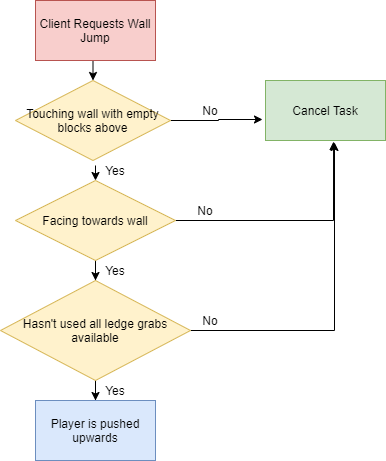 Client Requests Wall
Jump
Touching wall with empty
blocks above
No
Cancel Task
Yes
Facing towards wall
No
Yes
Hasn't used all ledge grabs
available
No
Yes
Player is pushed
upwards